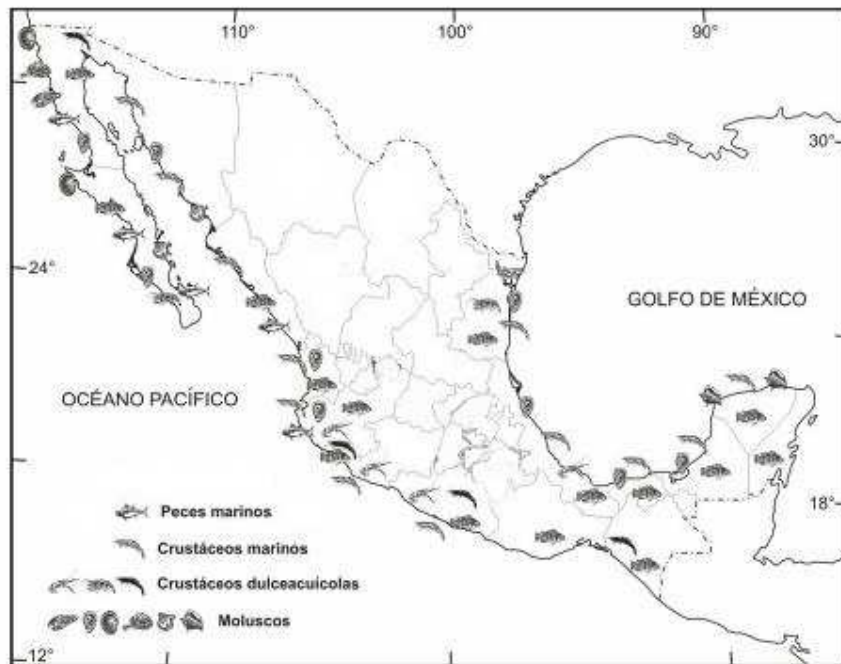 110°
100°
90°
30°
24°
GOLFO DE MÉXICO
OCÉANO PACÍFICO
18°
Peces marinos
Crustáceos marinos
Crustáceos dulceacuícolas
Moluscos
12°